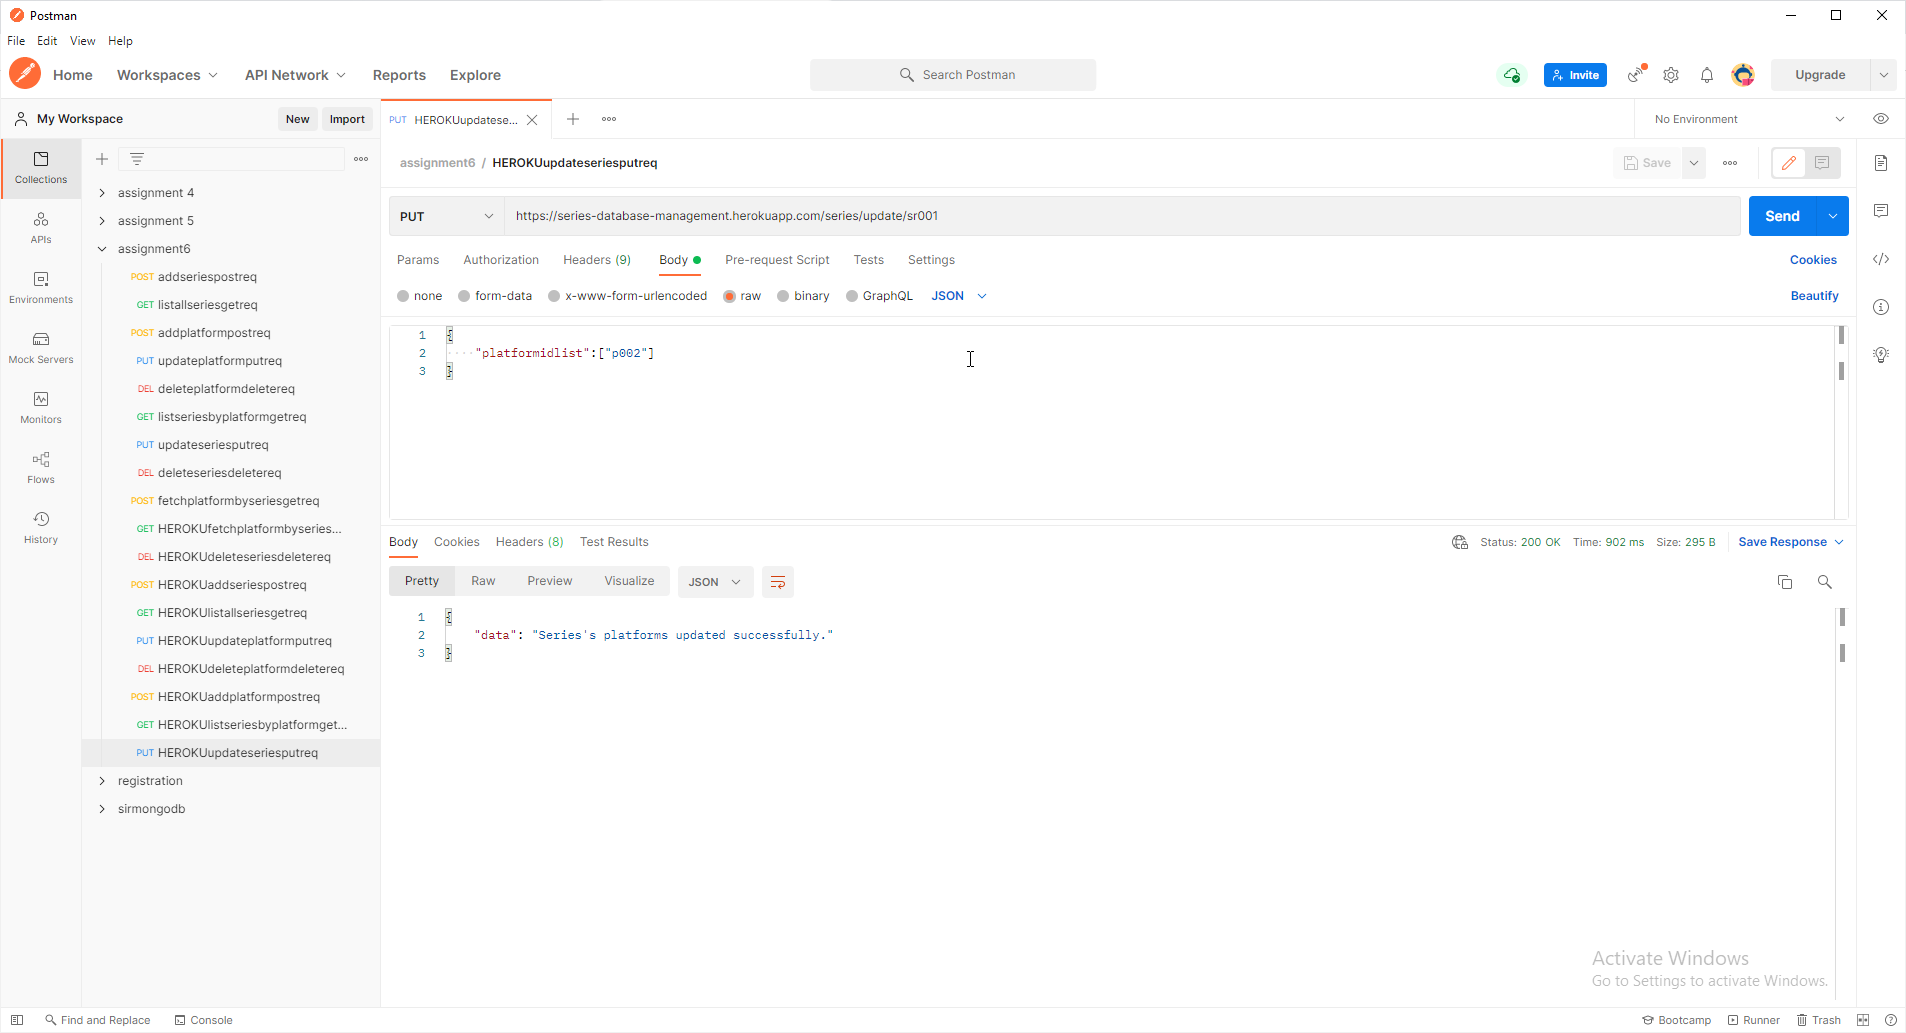 Postman
File Edit View Help
Home Workspaces API Network Reports Explore Search Postman Invite Upgrade
My Workspace New Import PUT HEROKUupdatese... No Environment
assignment6 / HEROKUupdateseriesputreq Save
Collections
APIs
Environments
Mock Servers
Monitors
Flows
History
assignment 4
assignment 5
assignment6
POST addseriespostreq
GET listallseriesgetreq
POST addplatformpostreq
PUT updateplatformputreq
DEL deleteplatformdeletereq
GET listseriesbyplatformgetreq
PUT updateseriesputreq
DEL deleteseriesdeletereq
POST fetchplatformbyseriesgetreq
GET HEROKUfetchplatformbyseries...
DEL HEROKUdeleteseriesdeletereq
POST HEROKUaddseriespostreq
GET HEROKUlistallseriesgetreq
PUT HEROKUupdateplatformputreq
DEL HEROKUdeleteplatformdeletereq
POST HEROKUaddplatformpostreq
GET HEROKUlistseriesbyplatformget...
PUT HEROKUupdateseriesputreq
registration
sirmongodb
PUT https://series-database-management.herokuapp.com/series/update/sr001 Send
Params Authorization Headers (9) Body Pre-request Script Tests Settings Cookies
none form-data x-www-form-urlencoded raw binary GraphQL JSON Beautify
1 {
2 "platformidlist":["p002"]
3 }
Body Cookies Headers (8) Test Results Status: 200 OK Time: 902 ms Size: 295 B Save Response
Pretty Raw Preview Visualize JSON
1 {
2 "data": "Series's platforms updated successfully."
3 }
Activate Windows
Go to Settings to activate Windows.
Find and Replace Console Bootcamp Runner Trash